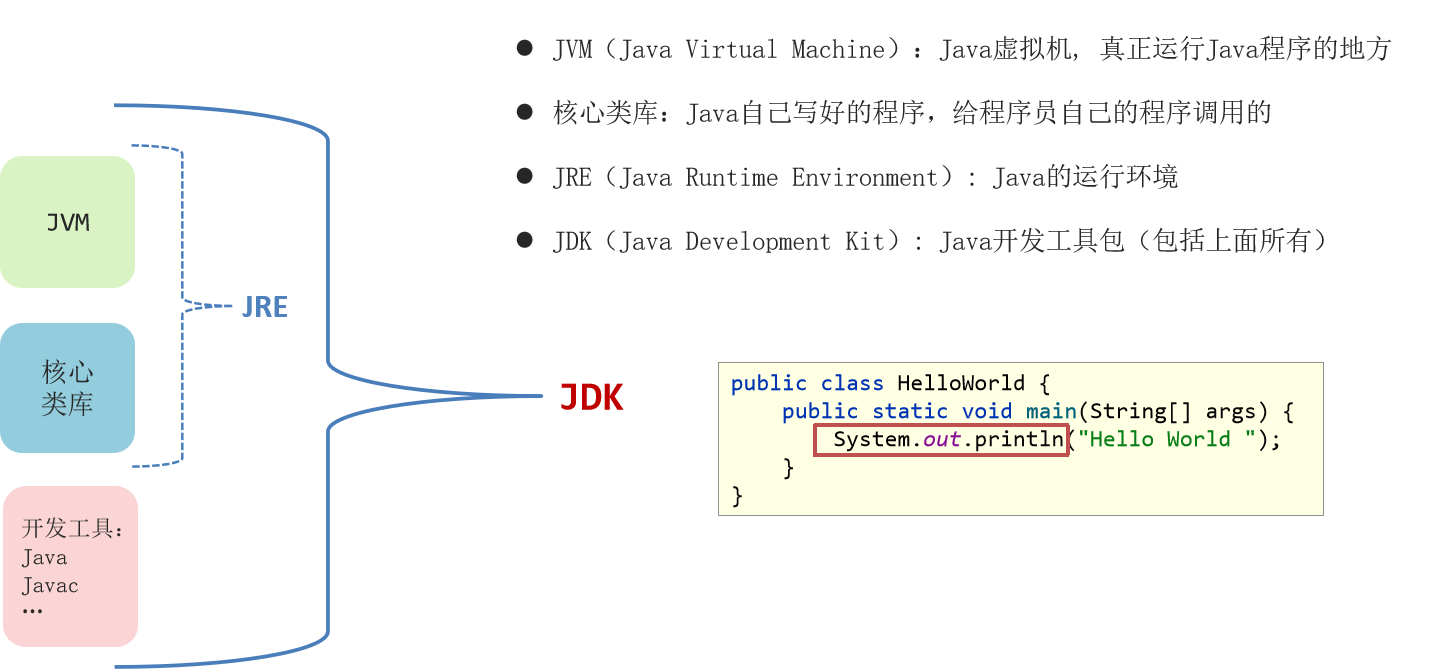 ● JVM（Java Virtual Machine）：Java虚拟机, 真正运行Java程序的地方
● 核心类库：Java自己写好的程序，给程序员自己的程序调用的
● JRE（Java Runtime Environment）: Java的运行环境
● JDK（Java Development Kit）: Java开发工具包（包括上面所有）
JVM
JRE
核心
类库
JDK
开发工具：
Java
Javac
…
public class HelloWorld {
    public static void main(String[] args) {
        System.out.println("Hello World ");
    }
}